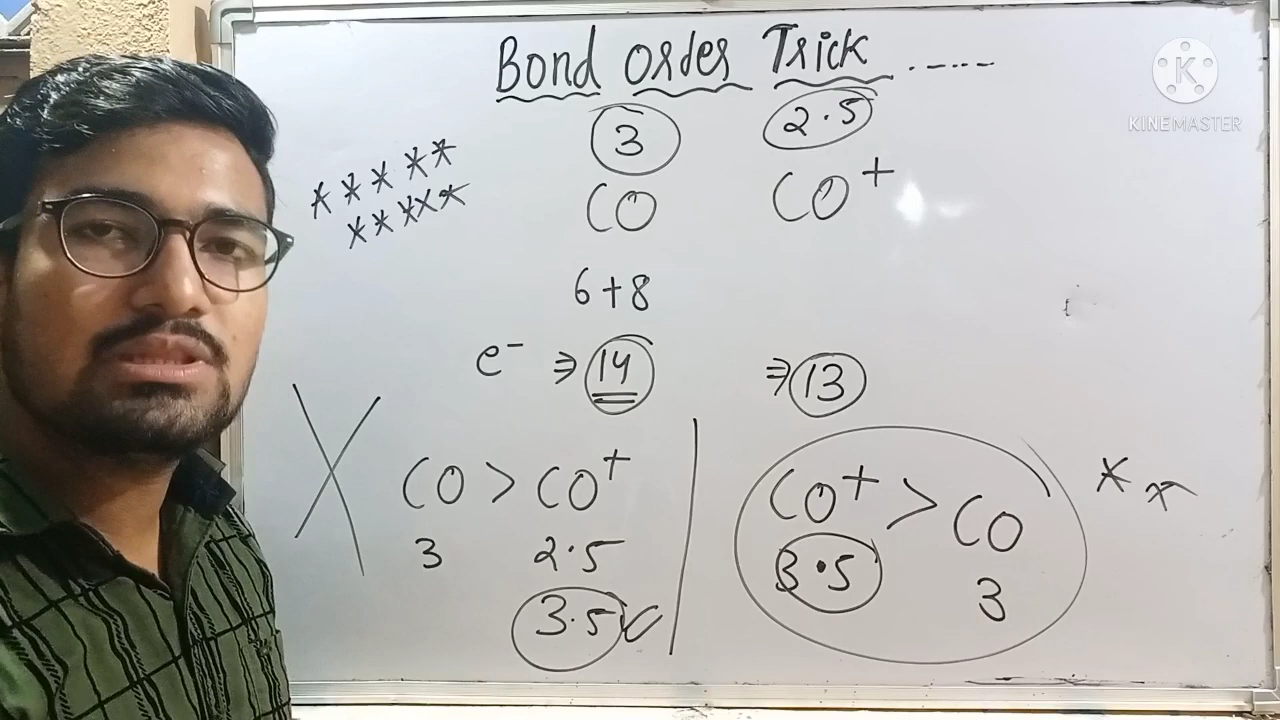 Bond Order Trick .....
K
KINEMASTER
3 2.5
* * * * *
* * * * *
CO CO+
6+8
e- ⇒ 14 ⇒ 13
X CO > CO+ CO+ > CO * *
3 2.5 3.5 3
3.5